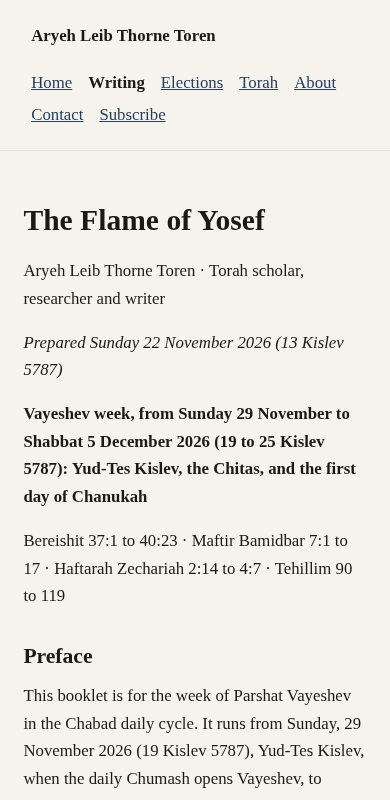 Aryeh Leib Thorne Toren
Home Writing Elections Torah About
Contact Subscribe
The Flame of Yosef
Aryeh Leib Thorne Toren · Torah scholar,
researcher and writer
Prepared Sunday 22 November 2026 (13 Kislev
5787)
Vayeshev week, from Sunday 29 November to
Shabbat 5 December 2026 (19 to 25 Kislev
5787): Yud-Tes Kislev, the Chitas, and the first
day of Chanukah
Bereishit 37:1 to 40:23 · Maftir Bamidbar 7:1 to
17 · Haftarah Zechariah 2:14 to 4:7 · Tehillim 90
to 119
Preface
This booklet is for the week of Parshat Vayeshev
in the Chabad daily cycle. It runs from Sunday, 29
November 2026 (19 Kislev 5787), Yud-Tes Kislev,
when the daily Chumash opens Vayeshev, to